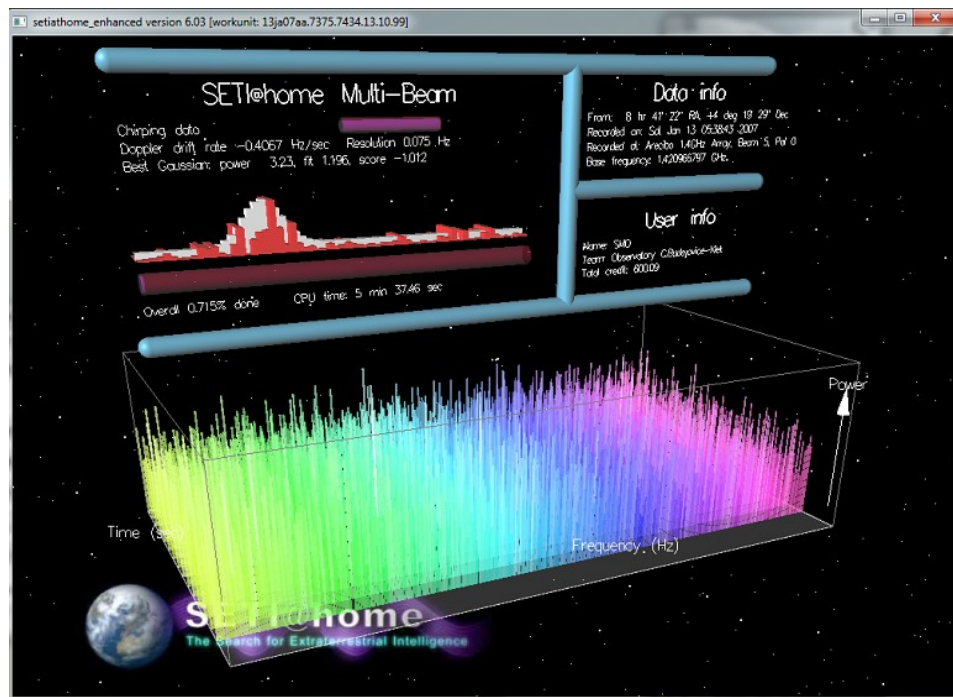 setiathome_enhanced version 6.03 [workunit: 13ja07aa.7375.7434.13.10.99]
SETI@home Multi-Beam
Chirping data
Doppler drift rate -0.4067 Hz/sec Resolution 0.075 Hz
Best Gaussian: power 3.23, fit 1.196, score -1.012
Overall 0.715% done CPU time: 5 min 37.46 sec
Data info
From: 8 hr 41' 22" RA, +4 deg 19' 29" Dec
Recorded on: Sat Jan 13 05:38:43 2007
Recorded at: Arecibo 1.4GHz Array, Beam 5, Pol 0
Base frequency: 1.420965797 GHz
User info
Name: SMO
Team: Observatory C.Budejovice-Net
Total credit: 600.09
Power
Time (sec)
Frequency (Hz)
SETI@home
The Search for Extraterrestrial Intelligence